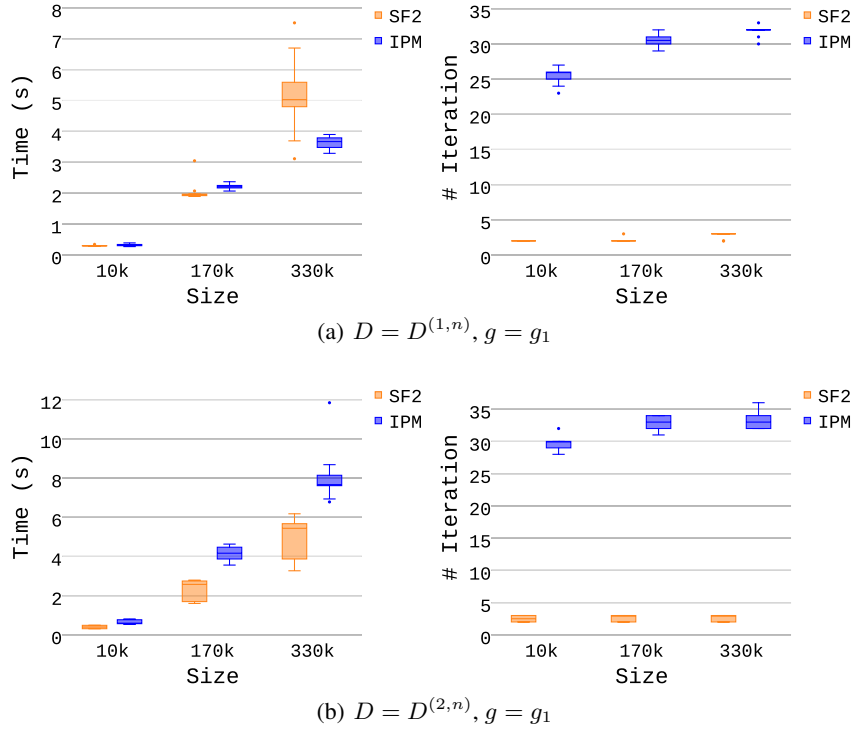 8
7
6
5
4
3
2
1
0
Time (s)
10k 170k 330k
Size
SF2
IPM
35
30
25
20
15
10
5
0
# Iteration
10k 170k 330k
Size
SF2
IPM
(a) D = D^(1,n), g = g₁
12
10
8
6
4
2
0
Time (s)
10k 170k 330k
Size
SF2
IPM
35
30
25
20
15
10
5
0
# Iteration
10k 170k 330k
Size
SF2
IPM
(b) D = D^(2,n), g = g₁